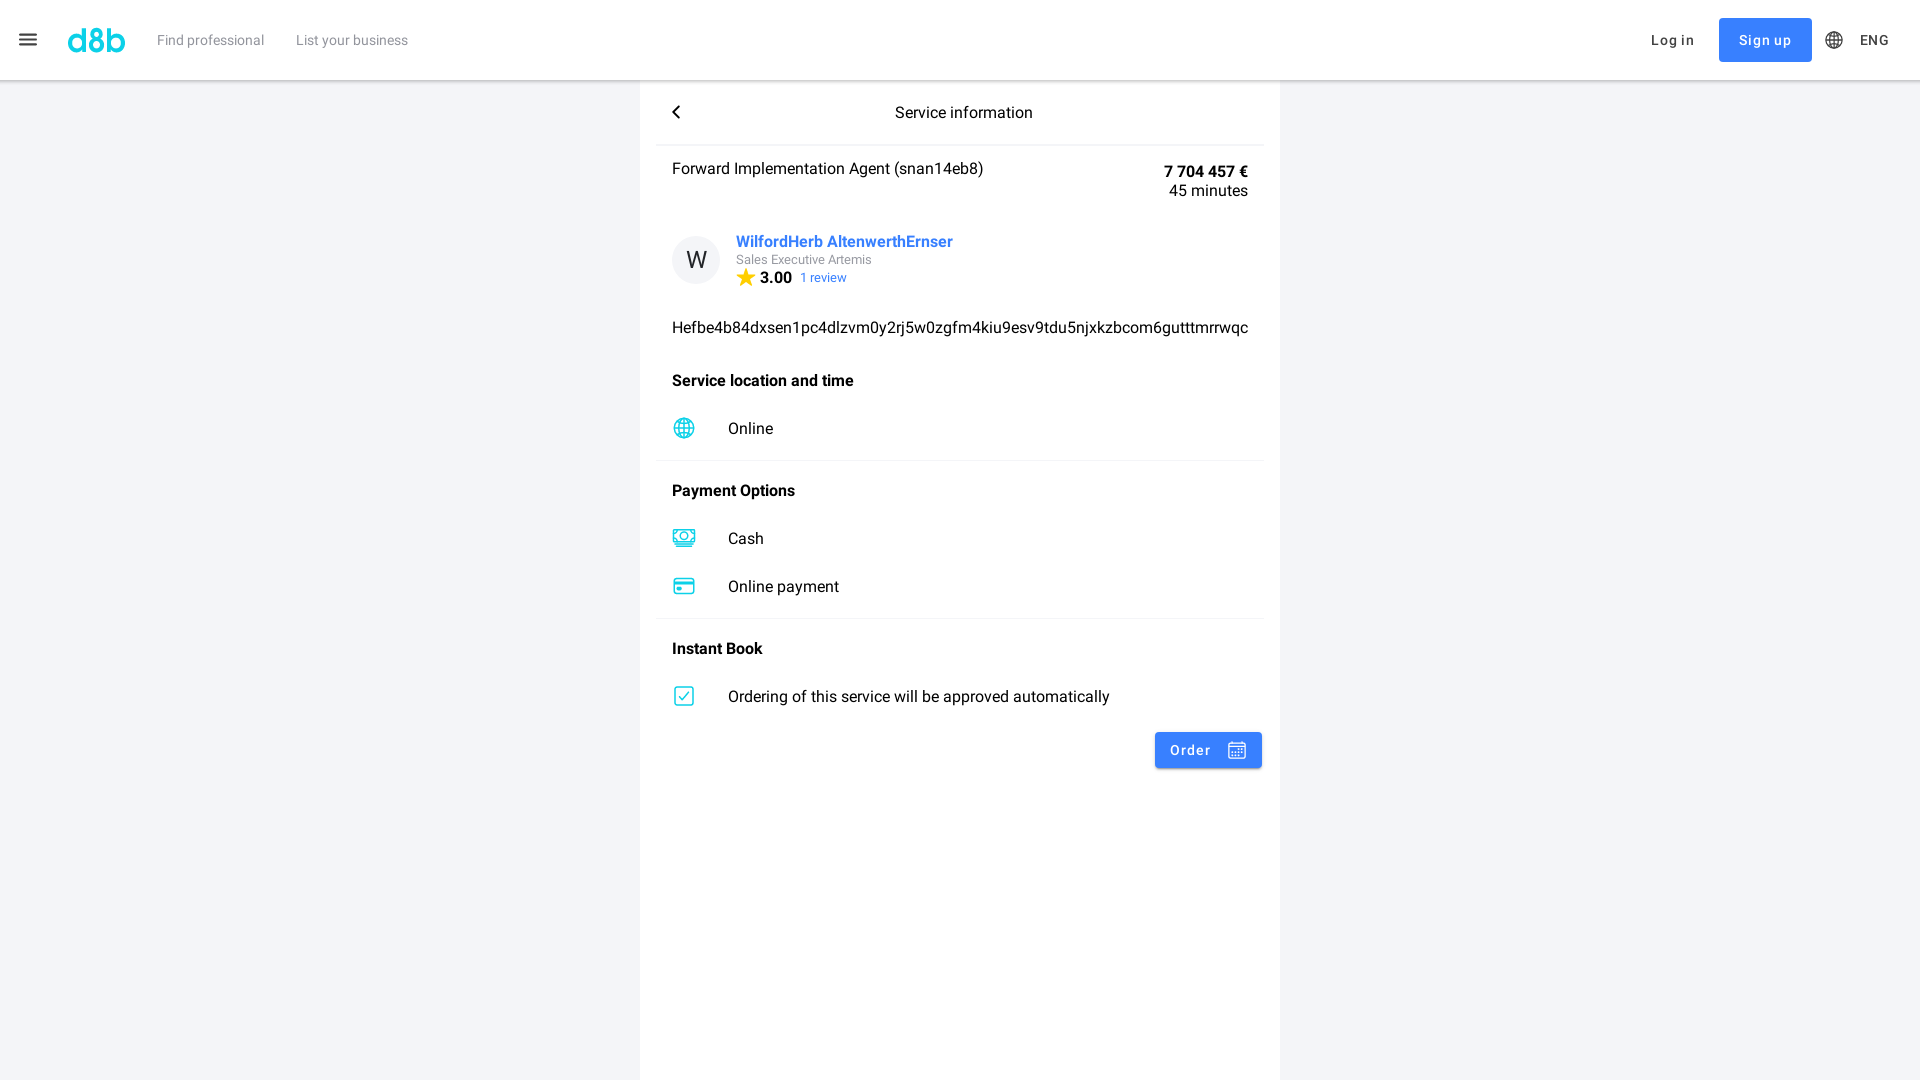 d8b
Find professional
List your business
Log in
Sign up
ENG
Service information
Forward Implementation Agent (snan14eb8)
7 704 457 €
45 minutes
W
WilfordHerb AltenwerthErnser
Sales Executive Artemis
3.00 1 review
Hefbe4b84dxsen1pc4dlzvm0y2rj5w0zgfm4kiu9esv9tdu5njxkzbcom6gutttmrrwqc
Service location and time
Online
Payment Options
Cash
Online payment
Instant Book
Ordering of this service will be approved automatically
Order